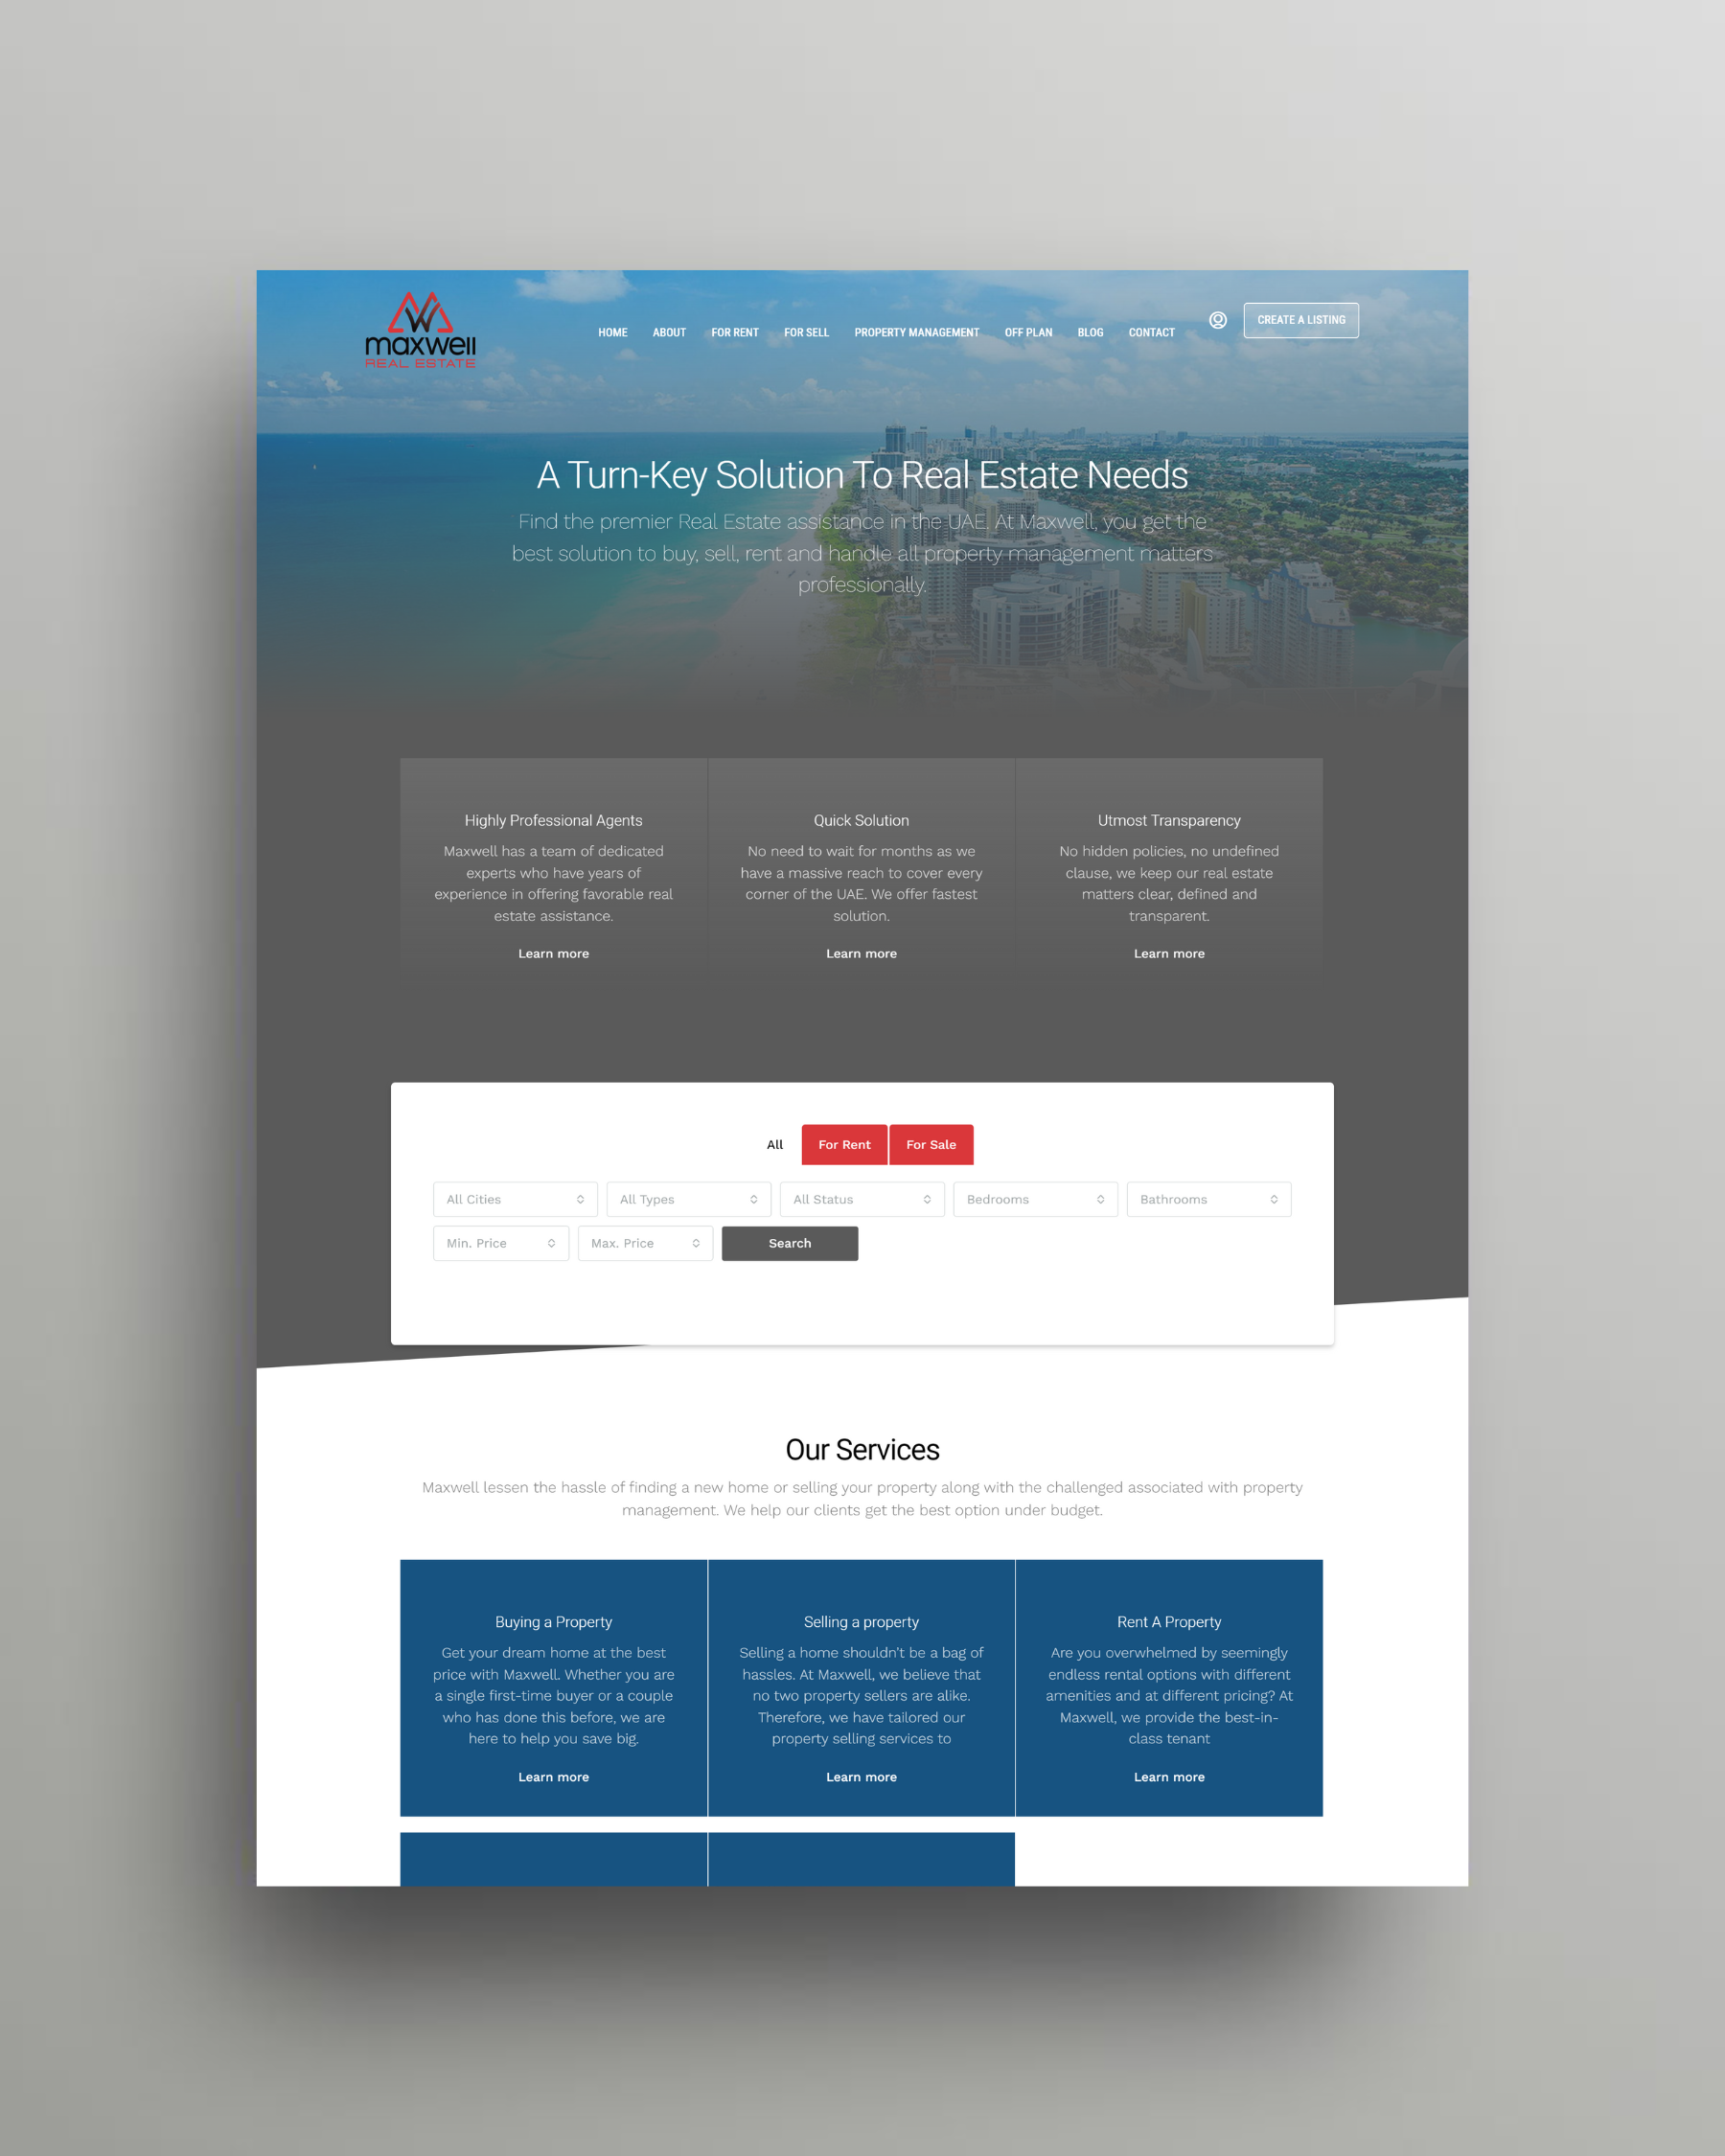 maxwell
REAL ESTATE
HOME ABOUT FOR RENT FOR SELL PROPERTY MANAGEMENT OFF PLAN BLOG CONTACT CREATE A LISTING
A Turn-Key Solution To Real Estate Needs
Find the premier Real Estate assistance in the UAE. At Maxwell, you get the
best solution to buy, sell, rent and handle all property management matters
professionally.
Highly Professional Agents
Maxwell has a team of dedicated
experts who have years of
experience in offering favorable real
estate assistance.
Learn more
Quick Solution
No need to wait for months as we
have a massive reach to cover every
corner of the UAE. We offer fastest
solution.
Learn more
Utmost Transparency
No hidden policies, no undefined
clause, we keep our real estate
matters clear, defined and
transparent.
Learn more
All For Rent For Sale
All Cities All Types All Status Bedrooms Bathrooms
Min. Price Max. Price Search
Our Services
Maxwell lessen the hassle of finding a new home or selling your property along with the challenged associated with property
management. We help our clients get the best option under budget.
Buying a Property
Get your dream home at the best
price with Maxwell. Whether you are
a single first-time buyer or a couple
who has done this before, we are
here to help you save big.
Learn more
Selling a property
Selling a home shouldn't be a bag of
hassles. At Maxwell, we believe that
no two property sellers are alike.
Therefore, we have tailored our
property selling services to
Learn more
Rent A Property
Are you overwhelmed by seemingly
endless rental options with different
amenities and at different pricing? At
Maxwell, we provide the best-in-
class tenant
Learn more